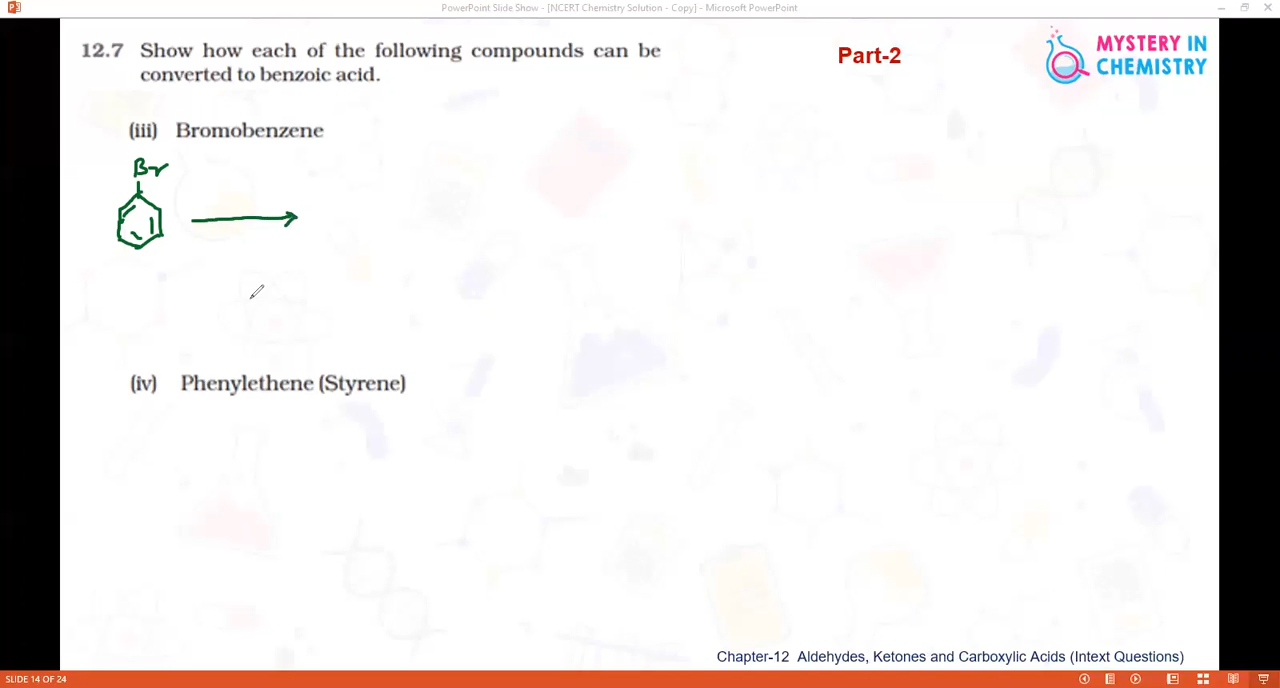 PowerPoint Slide Show - [NCERT Chemistry Solution - Copy] - Microsoft PowerPoint
12.7 Show how each of the following compounds can be
converted to benzoic acid.
Part-2
MYSTERY IN
CHEMISTRY
(iii) Bromobenzene
Br
(iv) Phenylethene (Styrene)
Chapter-12 Aldehydes, Ketones and Carboxylic Acids (Intext Questions)
SLIDE 14 OF 24